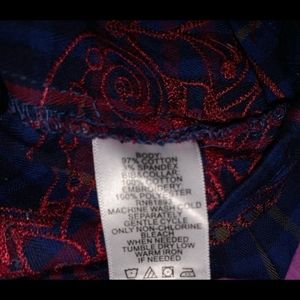 BODY
97% COTTON
3% SPANDEX
BIB&COLLAR
100% COTTON
EMBROIDERY
100% POLYESTER
MACHINE WASH COLD
SEPARATELY
GENTLE CYCLE
ONLY NON-CHLORINE
BLEACH
WHEN NEEDED
TUMBLE DRY LOW
WARM IRON
IF NEEDED